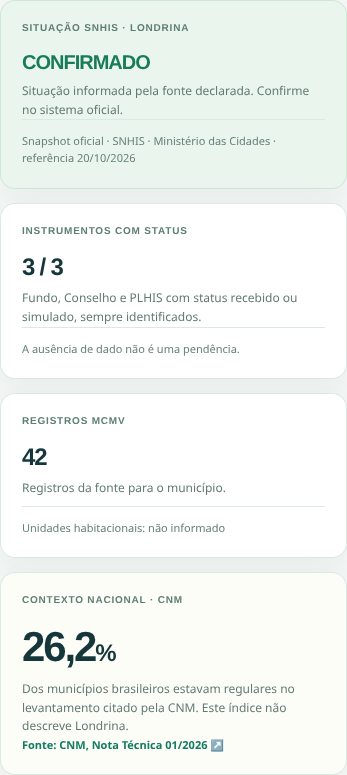 SITUAÇÃO SNHIS · LONDRINA
CONFIRMADO
Situação informada pela fonte declarada. Confirme
no sistema oficial.
Snapshot oficial · SNHIS · Ministério das Cidades ·
referência 20/10/2026
INSTRUMENTOS COM STATUS
3 / 3
Fundo, Conselho e PLHIS com status recebido ou
simulado, sempre identificados.
A ausência de dado não é uma pendência.
REGISTROS MCMV
42
Registros da fonte para o município.
Unidades habitacionais: não informado
CONTEXTO NACIONAL · CNM
26,2%
Dos municípios brasileiros estavam regulares no
levantamento citado pela CNM. Este índice não
descreve Londrina.
Fonte: CNM, Nota Técnica 01/2026 ↗